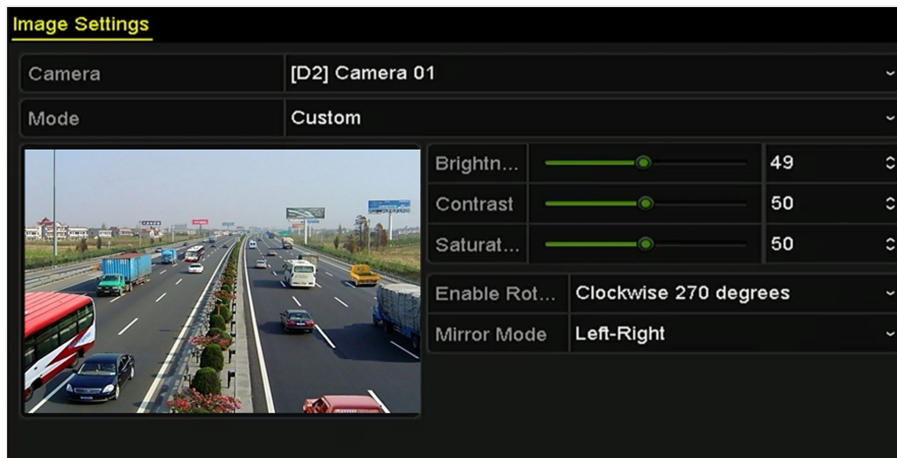 Image Settings
Camera [D2] Camera 01
Mode Custom
Brightn... 49
Contrast 50
Saturat... 50
Enable Rot... Clockwise 270 degrees
Mirror Mode Left-Right